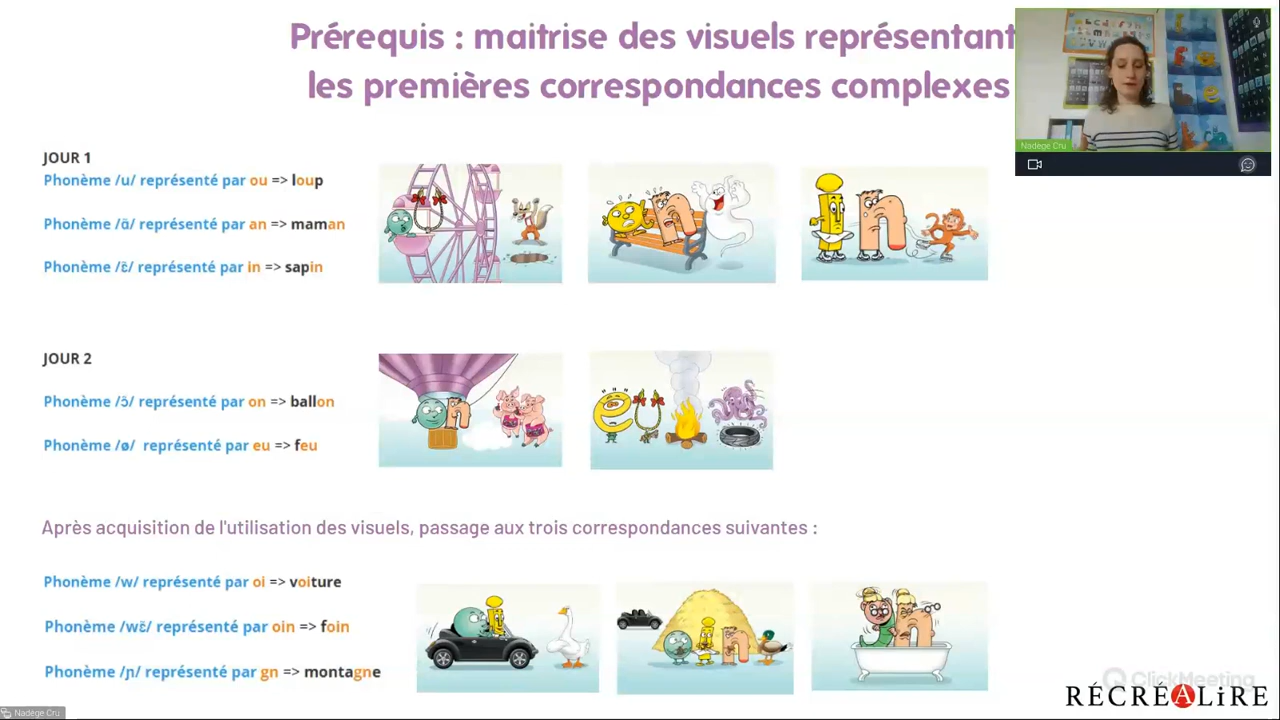 Prérequis : maitrise des visuels représentant
les premières correspondances complexes
Nadège Cru
JOUR 1
Phonème /u/ représenté par ou => loup
Phonème /ɑ̃/ représenté par an => maman
Phonème /ɛ̃/ représenté par in => sapin
JOUR 2
Phonème /ɔ̃/ représenté par on => ballon
Phonème /ø/ représenté par eu => feu
Après acquisition de l'utilisation des visuels, passage aux trois correspondances suivantes :
Phonème /w/ représenté par oi => voiture
Phonème /wɛ̃/ représenté par oin => foin
Phonème /ɲ/ représenté par gn => montagne
ClickMeeting
RÉCRÉALiRE
Nadège Cru